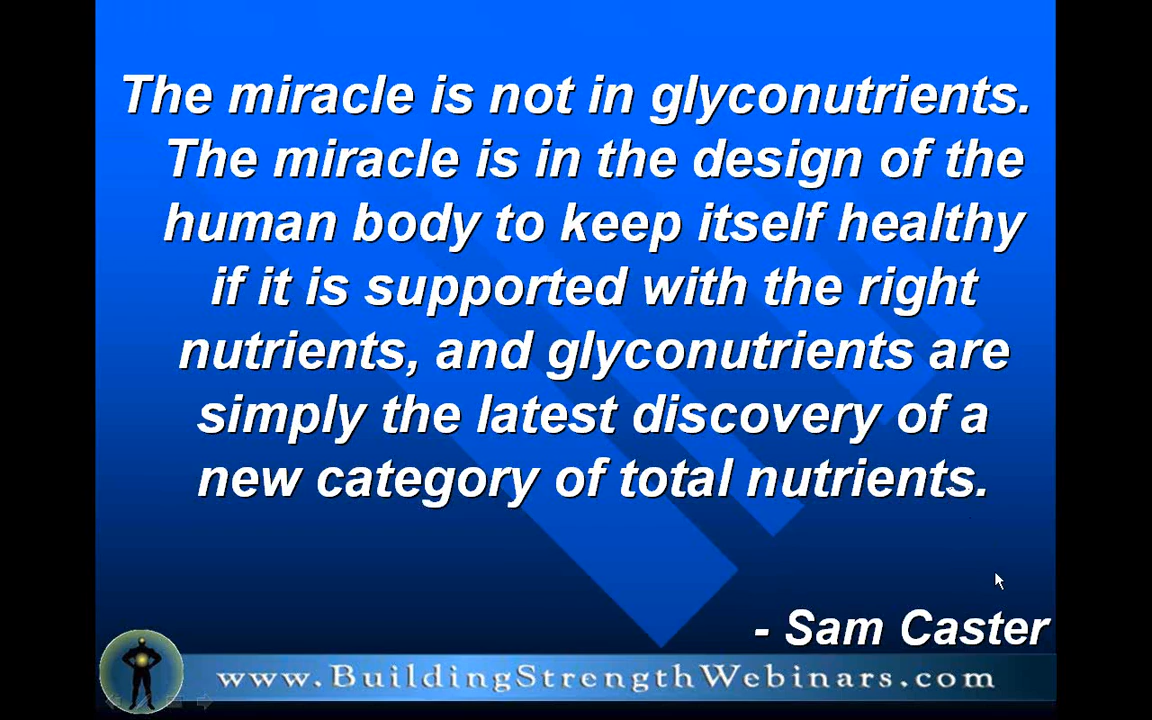 The miracle is not in glyconutrients.
The miracle is in the design of the
human body to keep itself healthy
if it is supported with the right
nutrients, and glyconutrients are
simply the latest discovery of a
new category of total nutrients.
- Sam Caster
www.BuildingStrengthWebinars.com